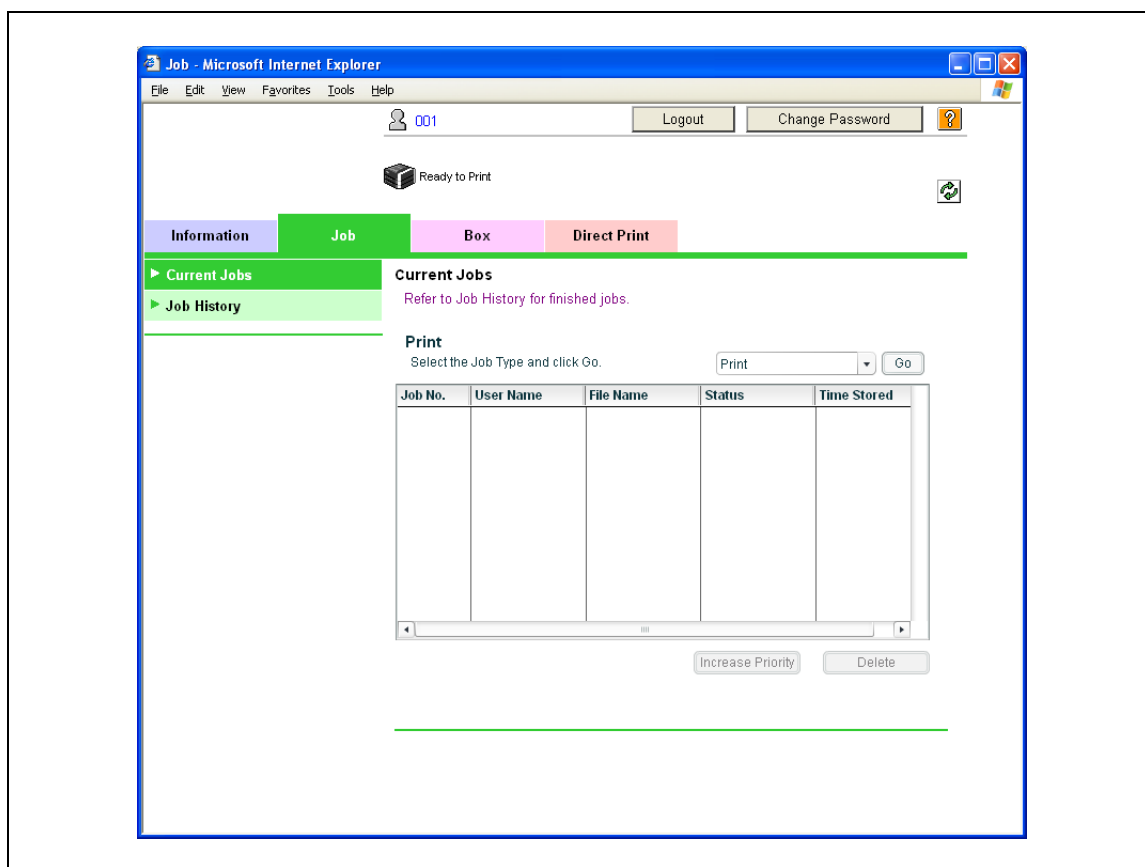 Job - Microsoft Internet Explorer
File Edit View Favorites Tools Help
001 Logout Change Password ?
Ready to Print
Information Job Box Direct Print
Current Jobs
Job History
Current Jobs
Refer to Job History for finished jobs.
Print
Select the Job Type and click Go. Print Go
Job No. User Name File Name Status Time Stored
Increase Priority Delete